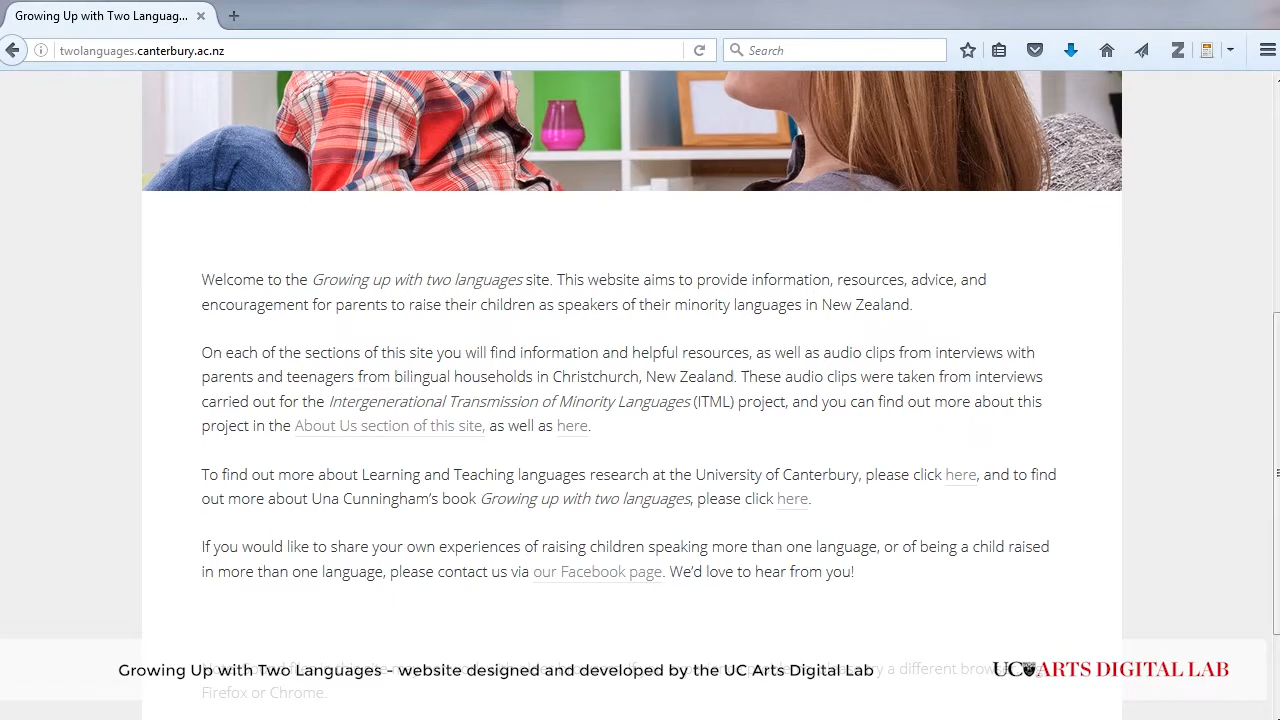 Growing Up with Two Languag...
twolanguages.canterbury.ac.nz
Search
Welcome to the Growing up with two languages site. This website aims to provide information, resources, advice, and
encouragement for parents to raise their children as speakers of their minority languages in New Zealand.
On each of the sections of this site you will find information and helpful resources, as well as audio clips from interviews with
parents and teenagers from bilingual households in Christchurch, New Zealand. These audio clips were taken from interviews
carried out for the Intergenerational Transmission of Minority Languages (ITML) project, and you can find out more about this
project in the About Us section of this site, as well as here.
To find out more about Learning and Teaching languages research at the University of Canterbury, please click here, and to find
out more about Una Cunningham's book Growing up with two languages, please click here.
If you would like to share your own experiences of raising children speaking more than one language, or of being a child raised
in more than one language, please contact us via our Facebook page. We'd love to hear from you!
Growing Up with Two Languages - website designed and developed by the UC Arts Digital Lab
UC ARTS DIGITAL LAB
a different
Firefox or Chrome.